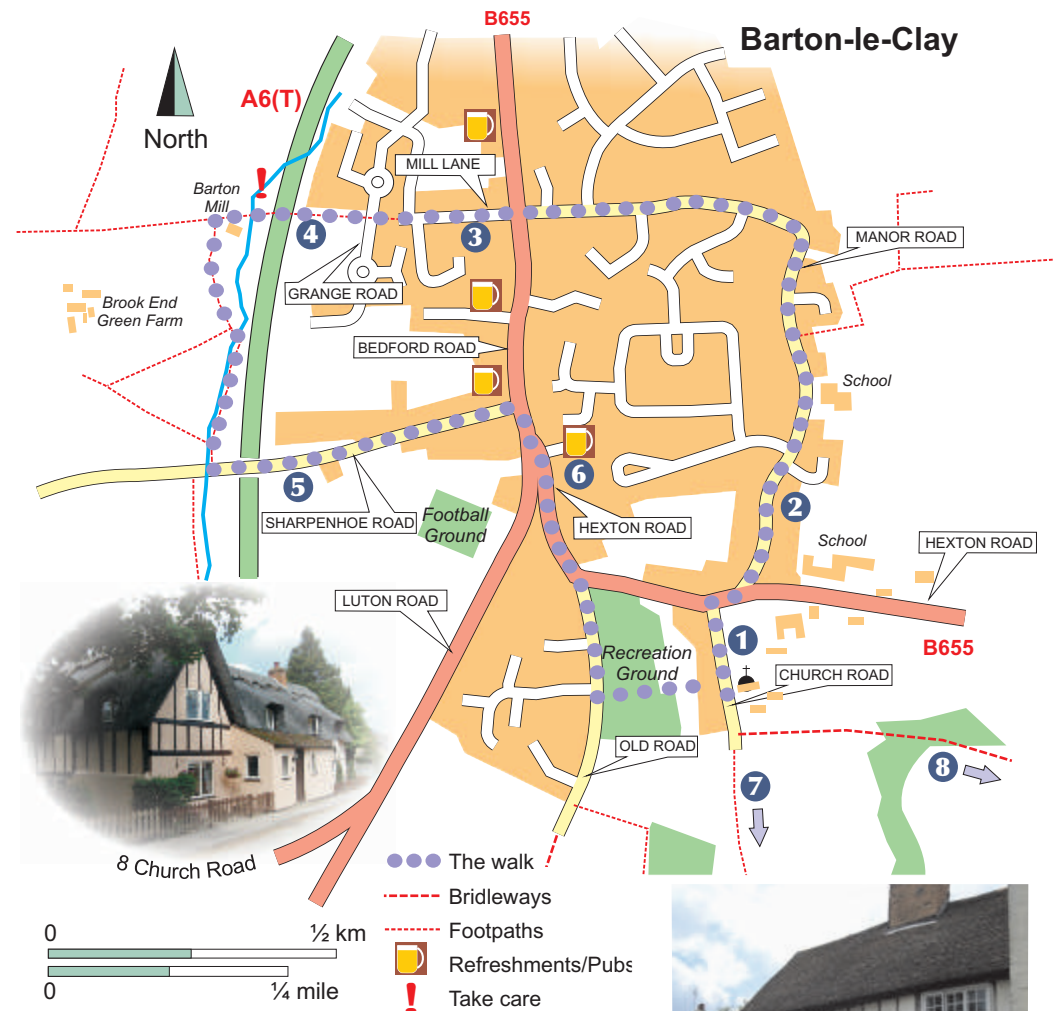 B655
Barton-le-Clay
A6(T)
North
MILL LANE
Barton
Mill
4
3
MANOR ROAD
GRANGE ROAD
Brook End
Green Farm
BEDFORD ROAD
School
6
5
2
SHARPENHOE ROAD
Football
Ground
HEXTON ROAD
School
HEXTON ROAD
LUTON ROAD
1
B655
Recreation
Ground
CHURCH ROAD
OLD ROAD
8
7
8 Church Road
The walk
Bridleways
Footpaths
Refreshments/Pubs
! Take care
0 ½ km
0 ¼ mile
!